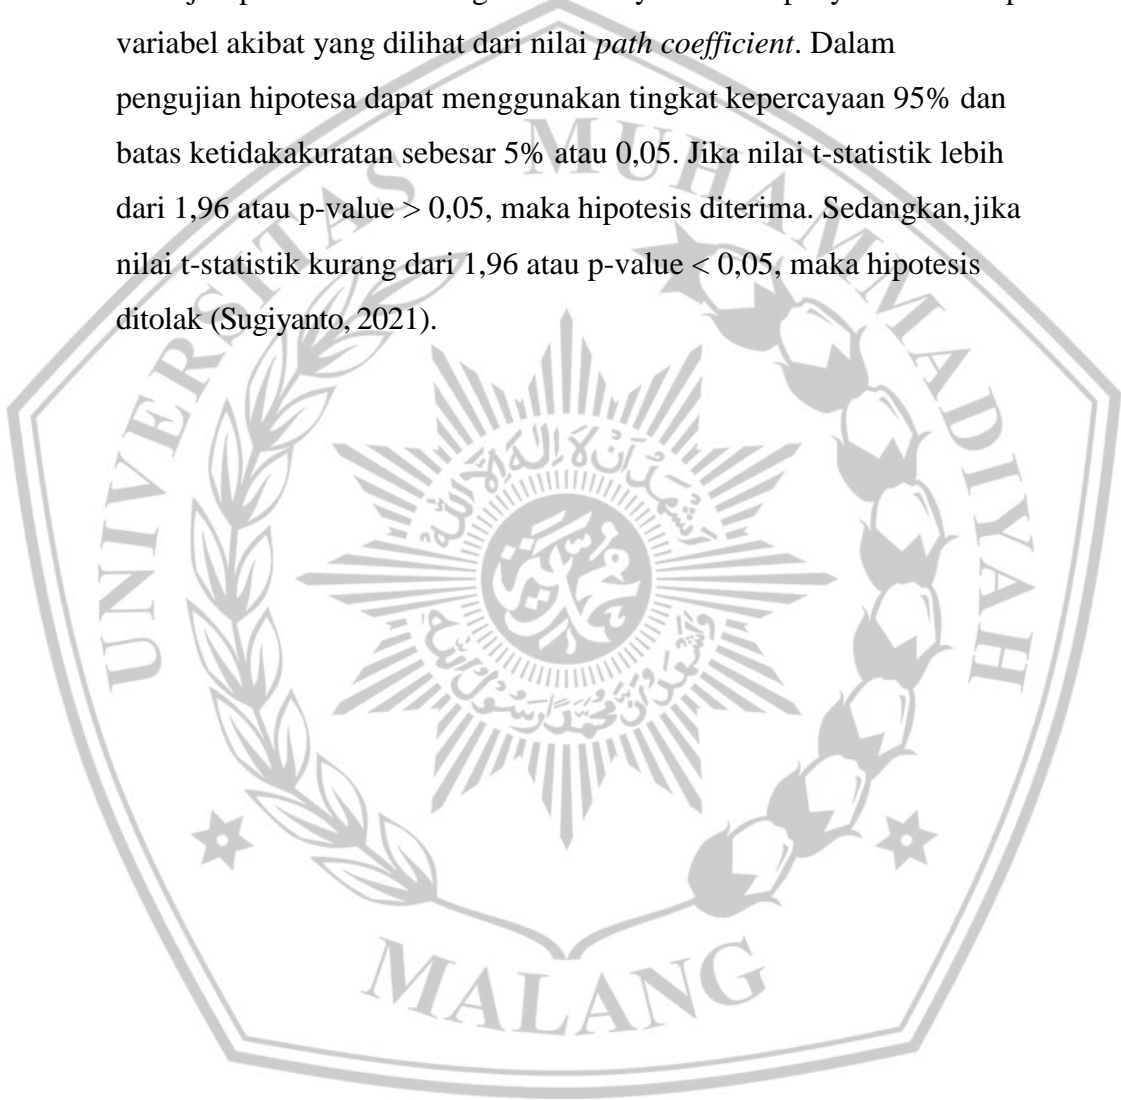 variabel akibat yang dilihat dari nilai path coefficient. Dalam
pengujian hipotesa dapat menggunakan tingkat kepercayaan 95% dan
batas ketidakakuratan sebesar 5% atau 0,05. Jika nilai t-statistik lebih
dari 1,96 atau p-value > 0,05, maka hipotesis diterima. Sedangkan, jika
nilai t-statistik kurang dari 1,96 atau p-value < 0,05, maka hipotesis
ditolak (Sugiyanto, 2021).
UNIVERSITAS MUHAMMADIYAH
MALANG